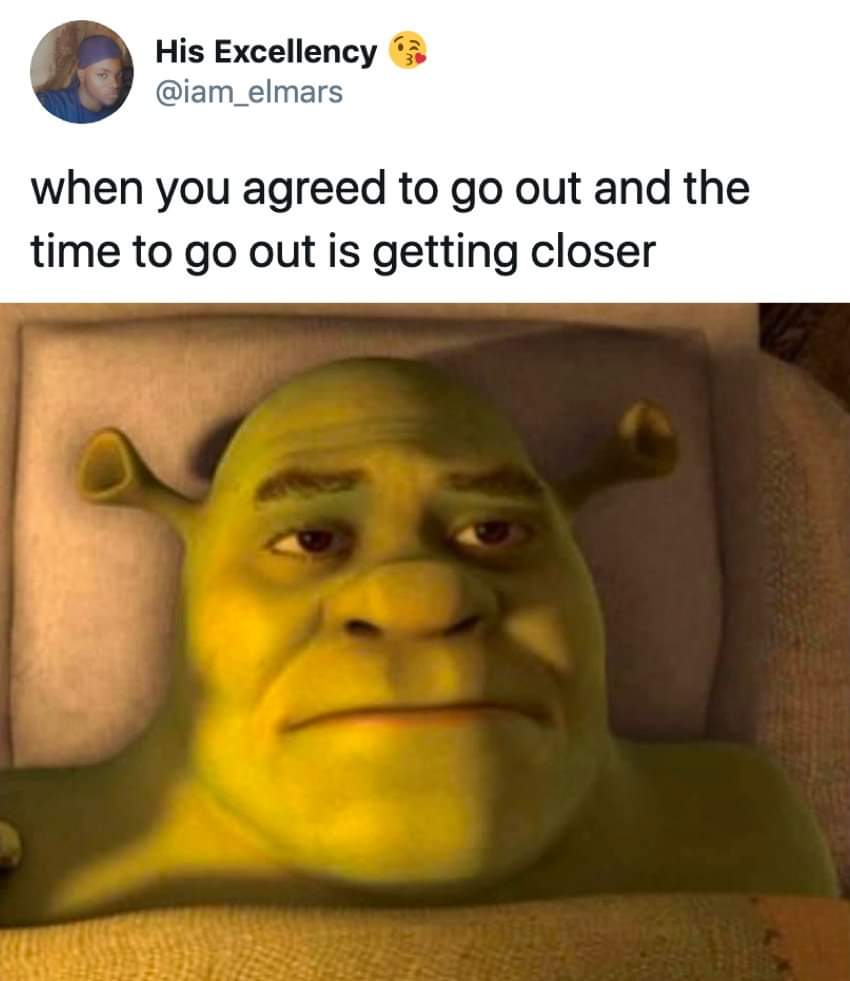 His Excellency 😘
@iam_elmars
when you agreed to go out and the
time to go out is getting closer